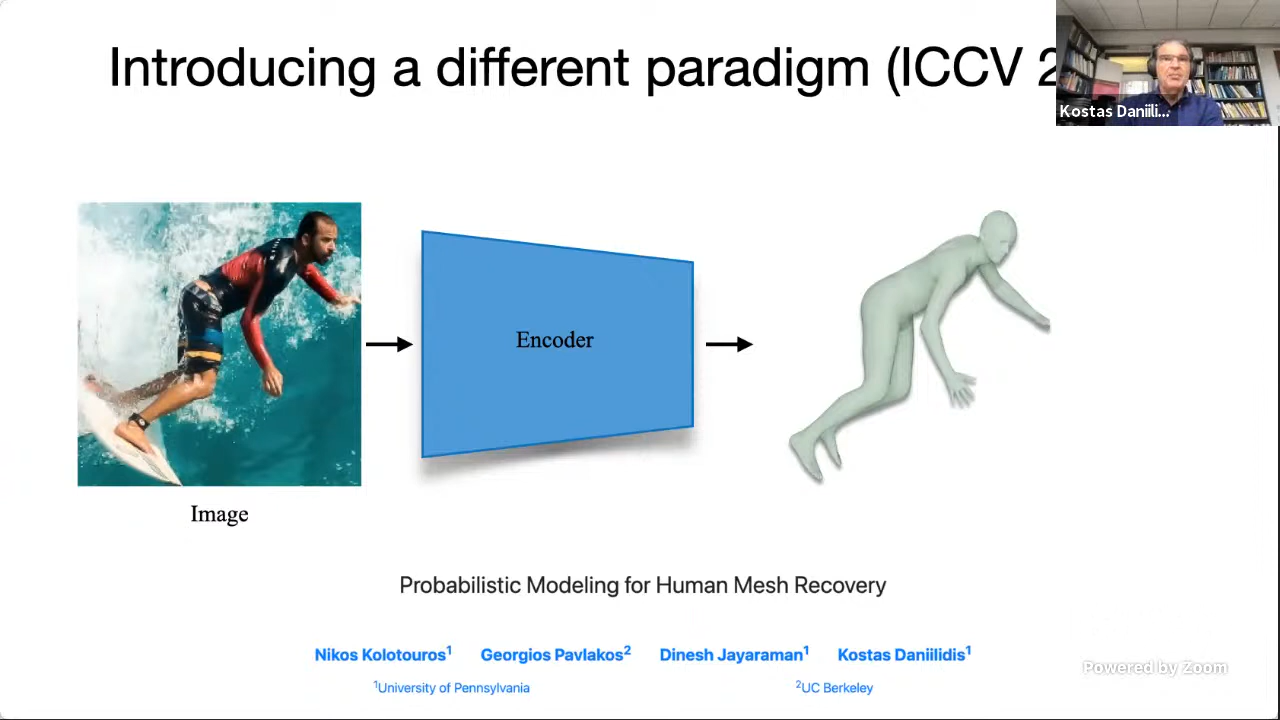 Introducing a different paradigm (ICCV 2
Kostas Daniili...
Encoder
Image
Probabilistic Modeling for Human Mesh Recovery
Nikos Kolotouros1 Georgios Pavlakos2 Dinesh Jayaraman1 Kostas Daniilidis1
1University of Pennsylvania 2UC Berkeley
Powered by Zoom